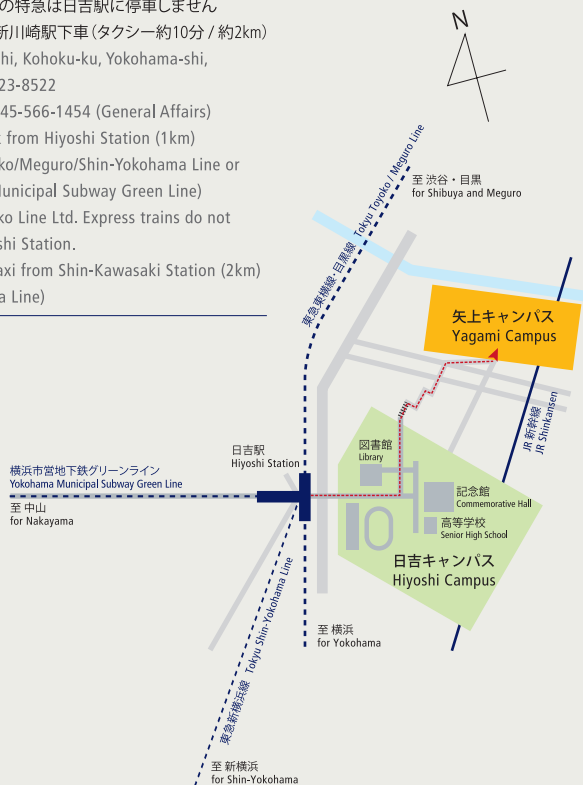 の特急は日吉駅に停車しません
新川崎駅下車（タクシー約10分 / 約2km）
hi, Kohoku-ku, Yokohama-shi,
23-8522
45-566-1454 (General Affairs)
from Hiyoshi Station (1km)
ko/Meguro/Shin-Yokohama Line or
unicipal Subway Green Line)
ko Line Ltd. Express trains do not
shi Station.
axi from Shin-Kawasaki Station (2km)
a Line)
N
東急東横線・目黒線 Tokyu Toyoko / Meguro Line
至 渋谷・目黒
for Shibuya and Meguro
矢上キャンパス
Yagami Campus
JR 新幹線
JR Shinkansen
日吉駅
Hiyoshi Station
図書館
Library
横浜市営地下鉄グリーンライン
Yokohama Municipal Subway Green Line
至 中山
for Nakayama
記念館
Commemorative Hall
高等学校
Senior High School
日吉キャンパス
Hiyoshi Campus
至 横浜
for Yokohama
東急新横浜線 Tokyu Shin-Yokohama Line
至 新横浜
for Shin-Yokohama